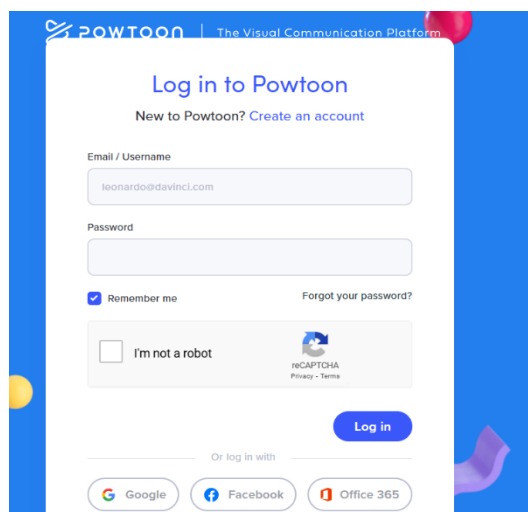 POWTOON | The Visual Communication Platform
Log in to Powtoon
New to Powtoon? Create an account
Email / Username
leonardo@davinci.com
Password
Remember me
Forgot your password?
I'm not a robot
reCAPTCHA
Privacy - Terms
Log in
Or log in with
Google
Facebook
Office 365